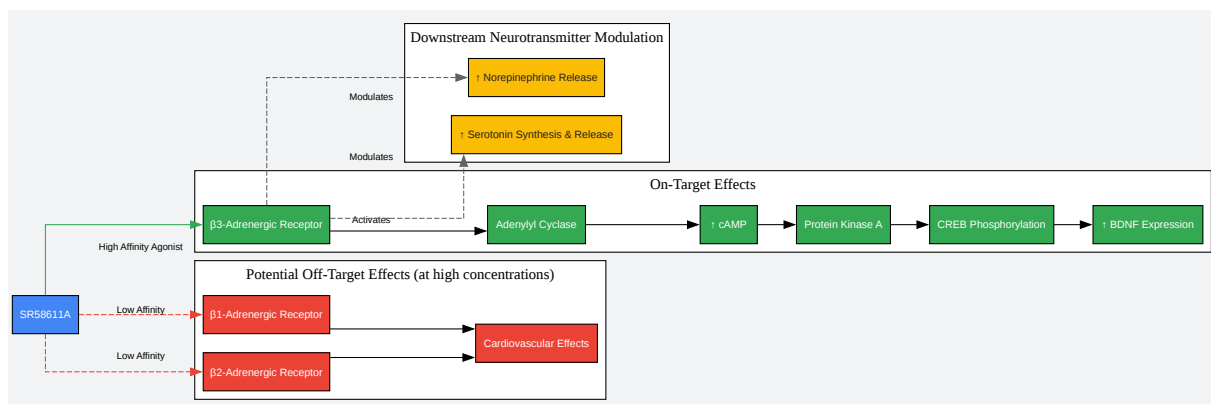 Downstream Neurotransmitter Modulation
↑ Norepinephrine Release
Modulates
↑ Serotonin Synthesis & Release
Modulates
On-Target Effects
β3-Adrenergic Receptor
Activates
Adenylyl Cyclase
↑ cAMP
Protein Kinase A
CREB Phosphorylation
↑ BDNF Expression
High Affinity Agonist
Potential Off-Target Effects (at high concentrations)
SR58611A
Low Affinity
β1-Adrenergic Receptor
Cardiovascular Effects
Low Affinity
β2-Adrenergic Receptor